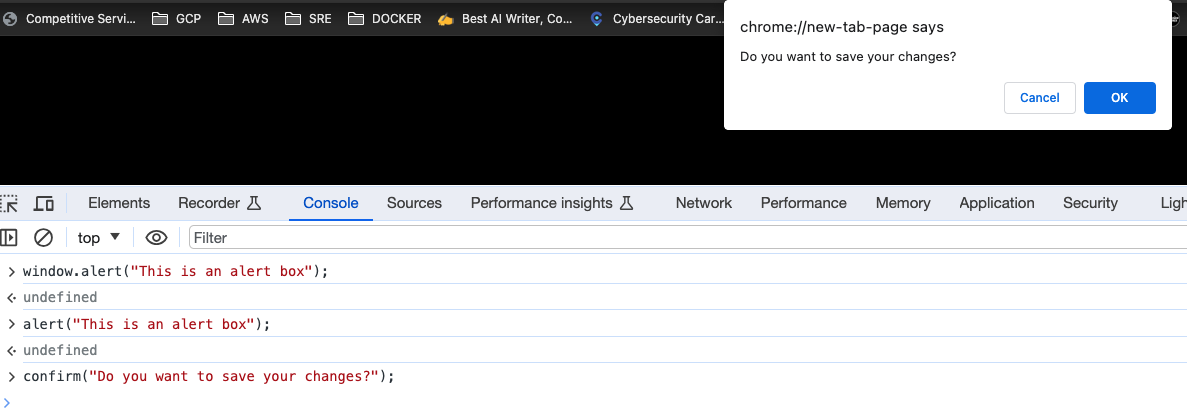 Competitive Servi... GCP AWS SRE DOCKER Best AI Writer, Co... Cybersecurity Car...
chrome://new-tab-page says
Do you want to save your changes?
Cancel OK
Elements Recorder Console Sources Performance insights Network Performance Memory Application Security Ligh
top Filter
window.alert("This is an alert box");
undefined
alert("This is an alert box");
undefined
confirm("Do you want to save your changes?");